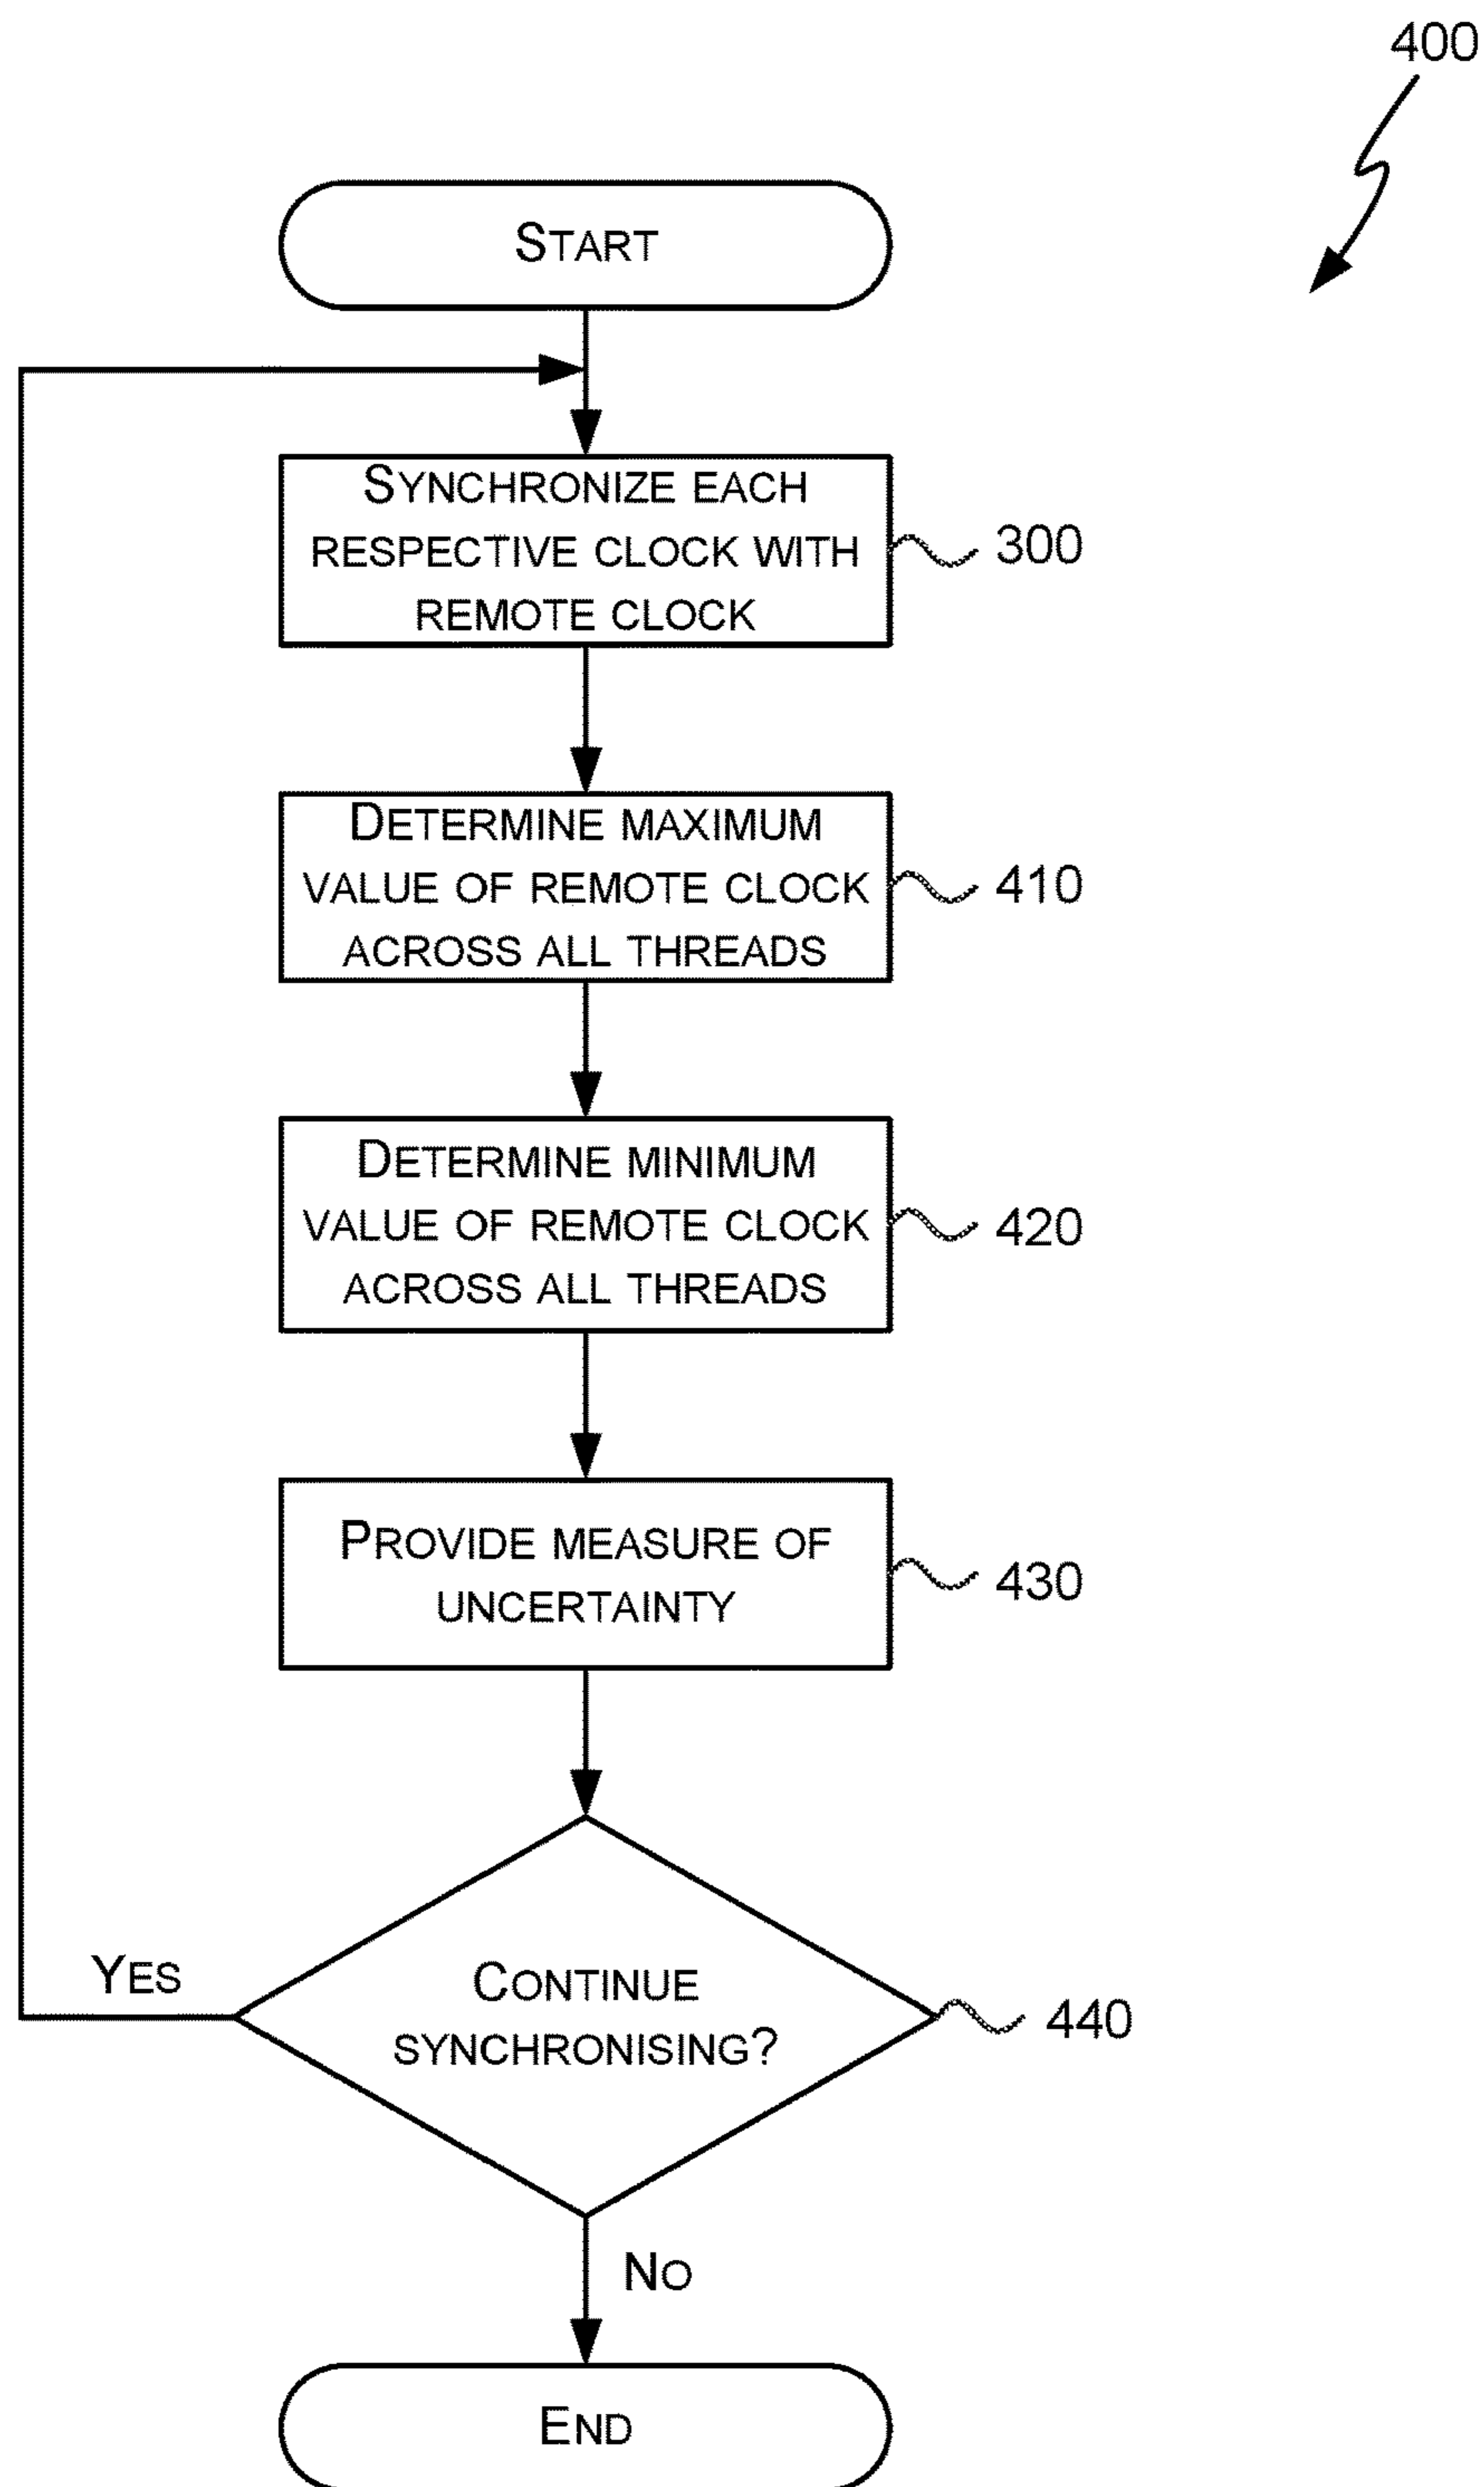 400
START
SYNCHRONIZE EACH
RESPECTIVE CLOCK WITH
REMOTE CLOCK
300
DETERMINE MAXIMUM
VALUE OF REMOTE CLOCK
ACROSS ALL THREADS
410
DETERMINE MINIMUM
VALUE OF REMOTE CLOCK
ACROSS ALL THREADS
420
PROVIDE MEASURE OF
UNCERTAINTY
430
YES
CONTINUE
SYNCHRONISING?
440
NO
END